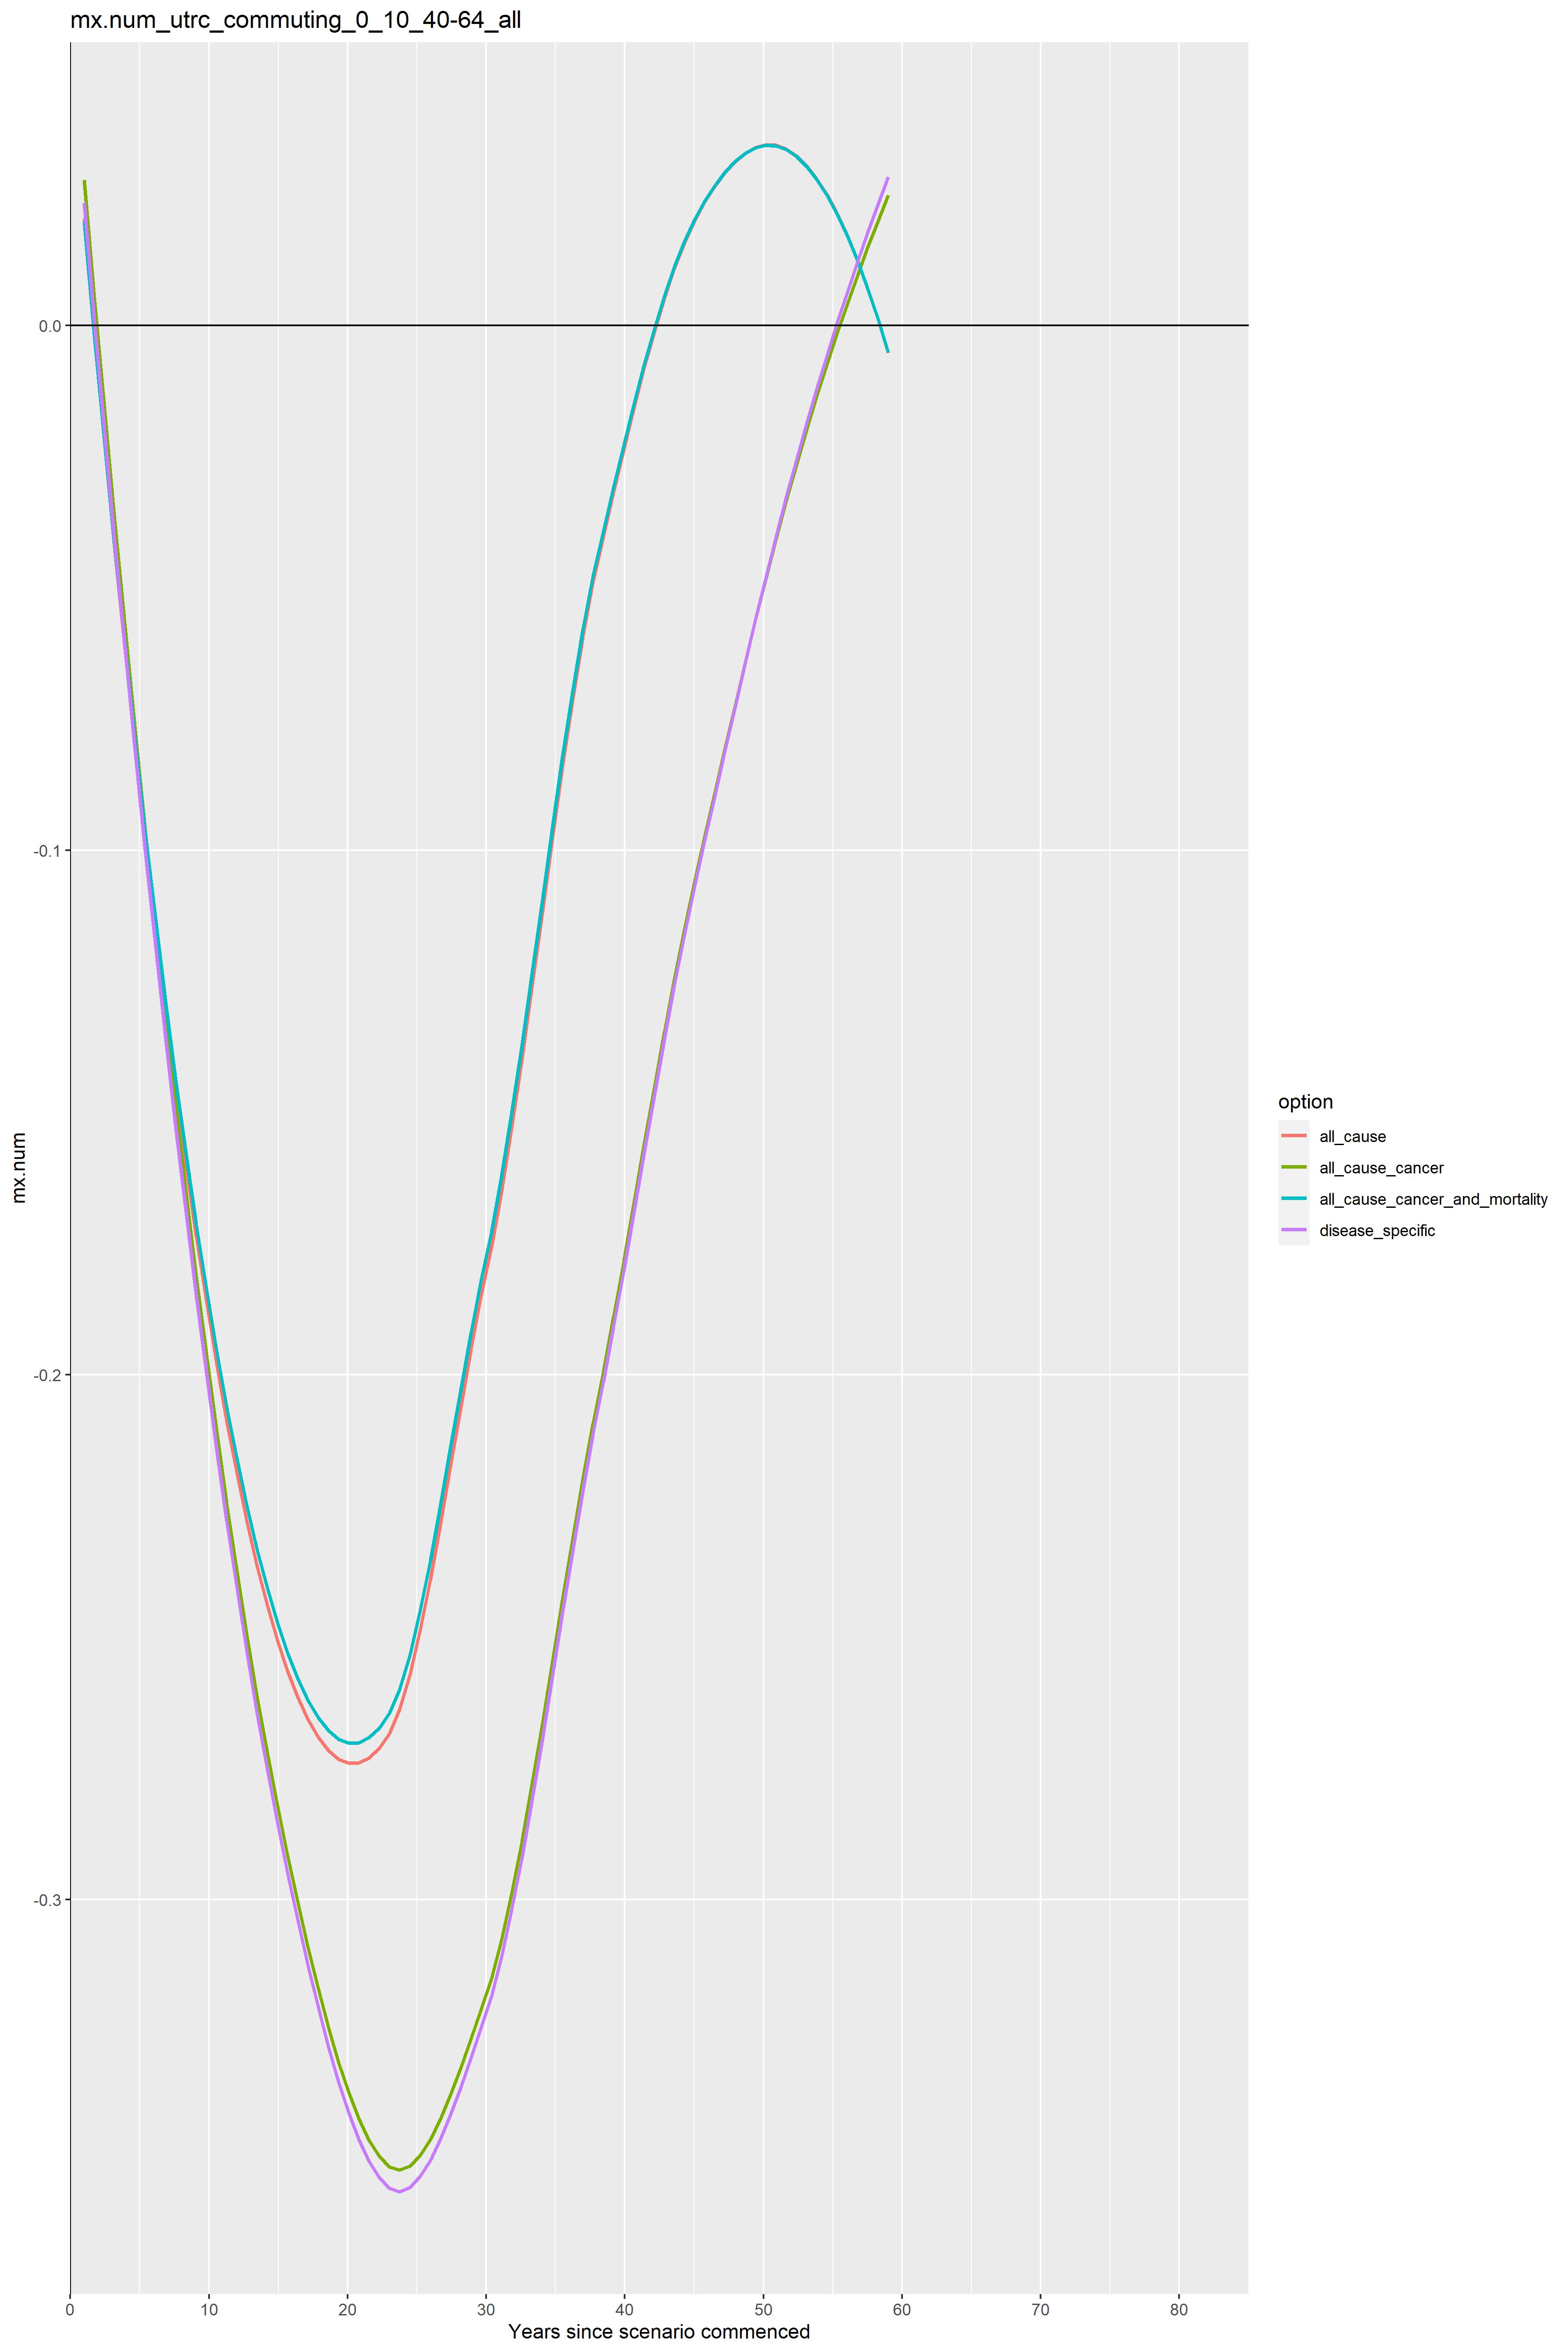 mx.num_utrc_commuting_0_10_40-64_all
0.0
-0.1
-0.2
-0.3
mx.num
0 10 20 30 40 50 60 70 80
Years since scenario commenced
option
all_cause
all_cause_cancer
all_cause_cancer_and_mortality
disease_specific